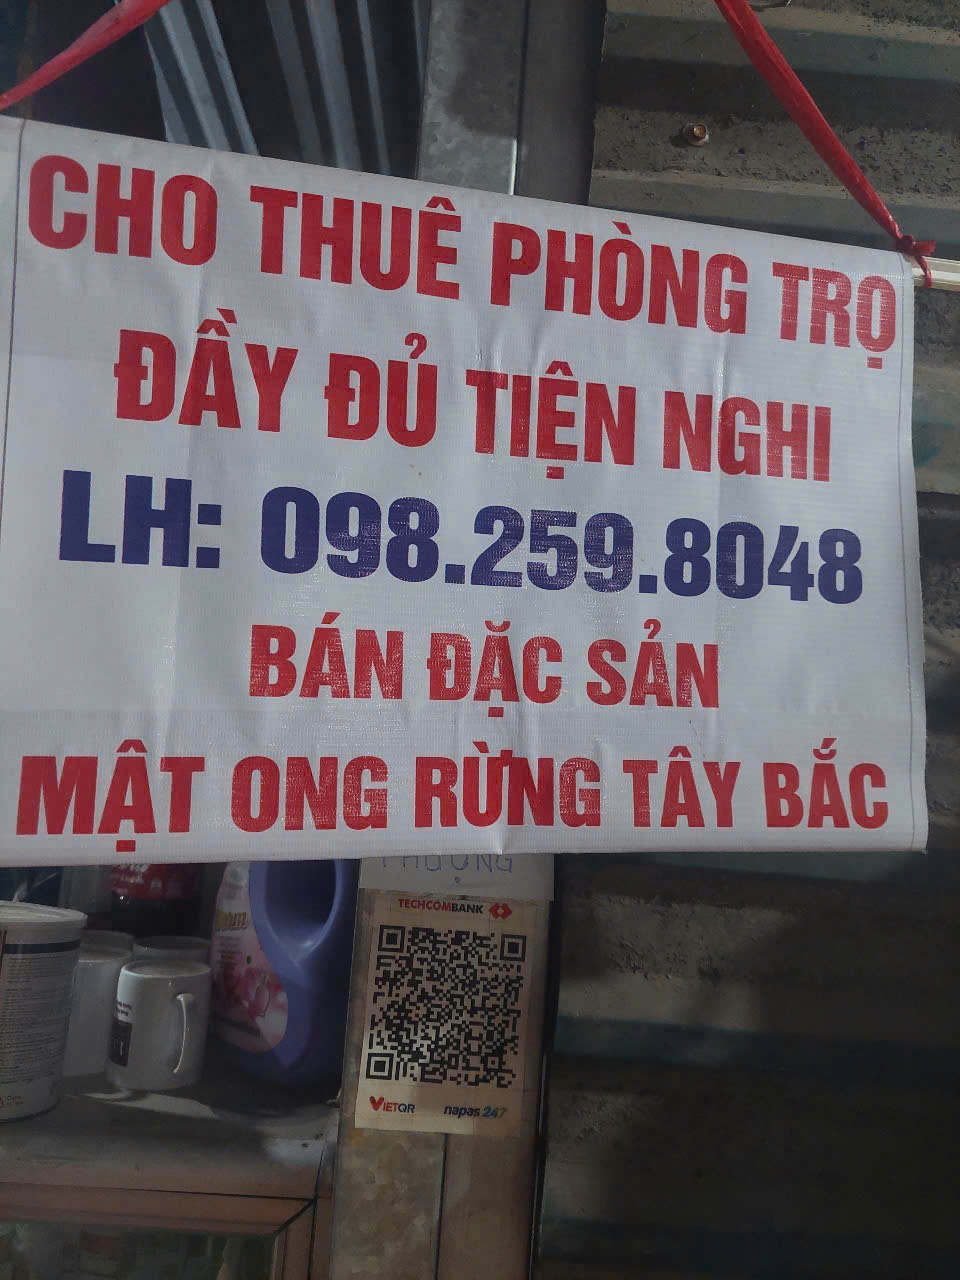 CHO THUÊ PHÒNG TRỌ
ĐẦY ĐỦ TIỆN NGHI
LH: 098.259.8048
BÁN ĐẶC SẢN
MẬT ONG RỪNG TÂY BẮC
PHƯỢNG
TECHCOMBANK
VIETQR
napas 247